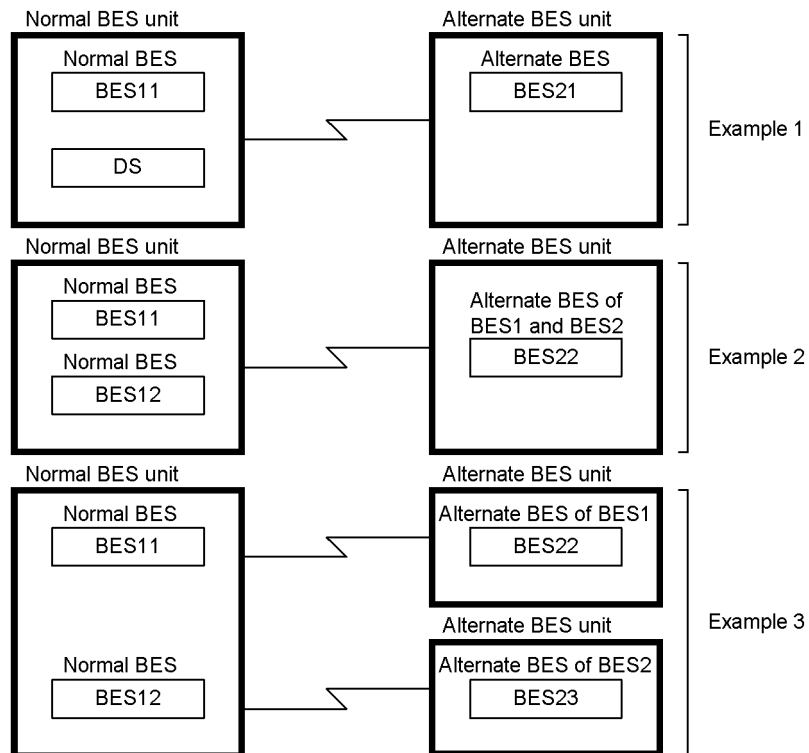 Normal BES unit
Alternate BES unit
Normal BES
BES11
DS
Alternate BES
BES21
Example 1
Normal BES unit
Alternate BES unit
Normal BES
BES11
Normal BES
BES12
Alternate BES of
BES1 and BES2
BES22
Example 2
Normal BES unit
Alternate BES unit
Normal BES
BES11
Alternate BES of BES1
BES22
Example 3
Alternate BES unit
Normal BES
BES12
Alternate BES of BES2
BES23